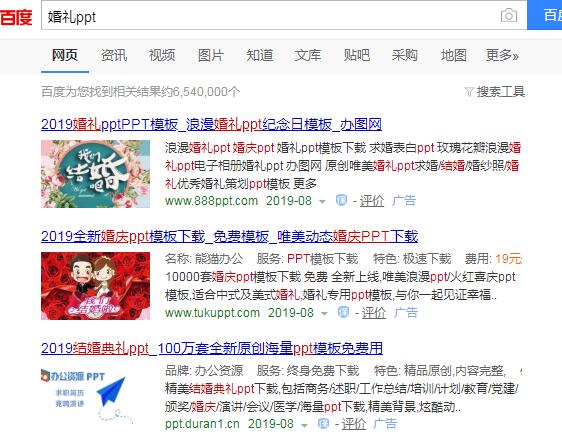 百度
婚礼ppt
百度
网页 资讯 视频 图片 知道 文库 贴吧 采购 地图 更多»
百度为您找到相关结果约6,540,000个 搜索工具
2019婚礼pptPPT模板_浪漫婚礼ppt纪念日模板_办图网
我们
结婚
吧
浪漫婚礼ppt 婚庆ppt 婚礼ppt模板下载 求婚表白ppt 玫瑰花瓣浪漫婚
礼ppt电子相册婚礼ppt 办图网 原创唯美婚礼ppt求婚/结婚/婚纱照/婚
礼优秀婚礼策划ppt模板 更多
www.888ppt.com 2019-08 保 - 评价 广告
2019全新婚庆ppt模板下载_免费模板_唯美动态婚庆PPT下载
我们结婚啦
名称: 熊猫办公 服务: PPT模板下载 特色: 极速下载 费用: 19元
10000套婚庆ppt模板下载 免费 全新上线,唯美浪漫ppt/火红喜庆ppt
模板,适合中式及美式婚礼,婚礼专用ppt模板,与你一起见证幸福..
www.tukuppt.com 2019-08 保 - 评价 广告
2019结婚典礼ppt_100万套全新原创海量ppt模板免费用
办公资源 PPT
求职简历
竞聘演讲
品牌: 办公资源 服务: 终身免费下载 特色: 精品原创,内容完整,
精美结婚典礼ppt下载,包括商务/述职/工作总结/培训/计划/教育/党建/
颁奖/婚庆/演讲/会议/医学/海量ppt下载,精美背景,炫酷动..
ppt.duran1.cn 2019-08 保 - 评价 广告